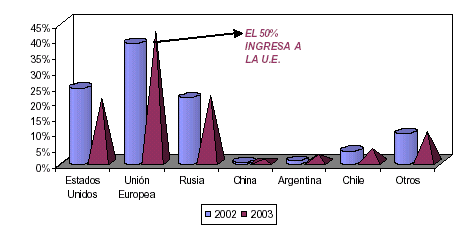 45%
40%
35%
30%
25%
20%
15%
10%
5%
0%
EL 50%
INGRESA A
LA U.E.
Estados
Unidos
Unión
Europea
Rusia
China
Argentina
Chile
Otros
2002 2003